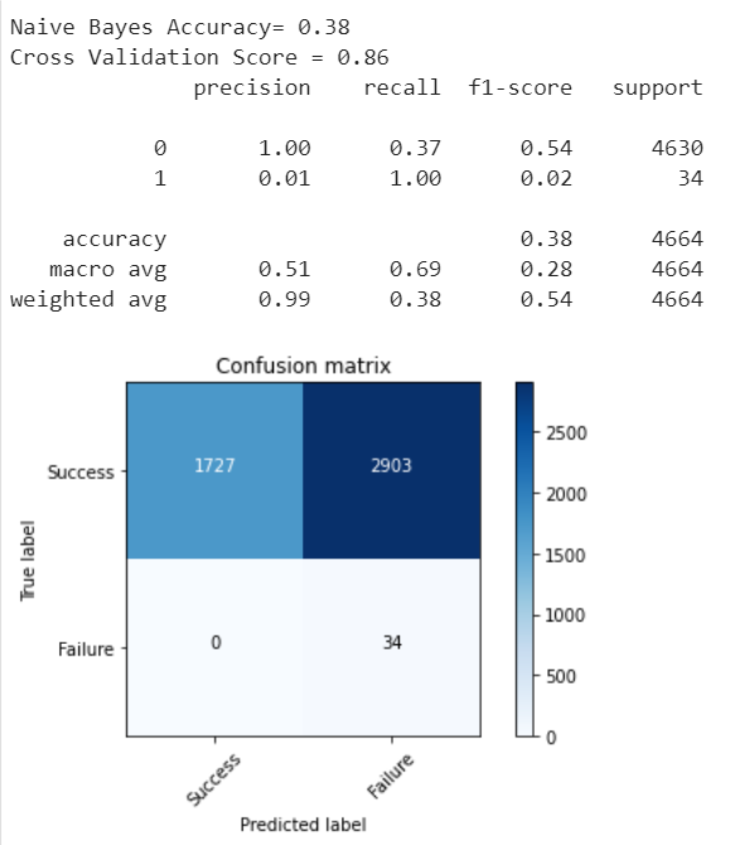 Naive Bayes Accuracy= 0.38
Cross Validation Score = 0.86
precision recall f1-score support
0 1.00 0.37 0.54 4630
1 0.01 1.00 0.02 34
accuracy 0.38 4664
macro avg 0.51 0.69 0.28 4664
weighted avg 0.99 0.38 0.54 4664
Confusion matrix
Success 1727 2903
Failure 0 34
True label
Success Failure
Predicted label
2500
2000
1500
1000
500
0